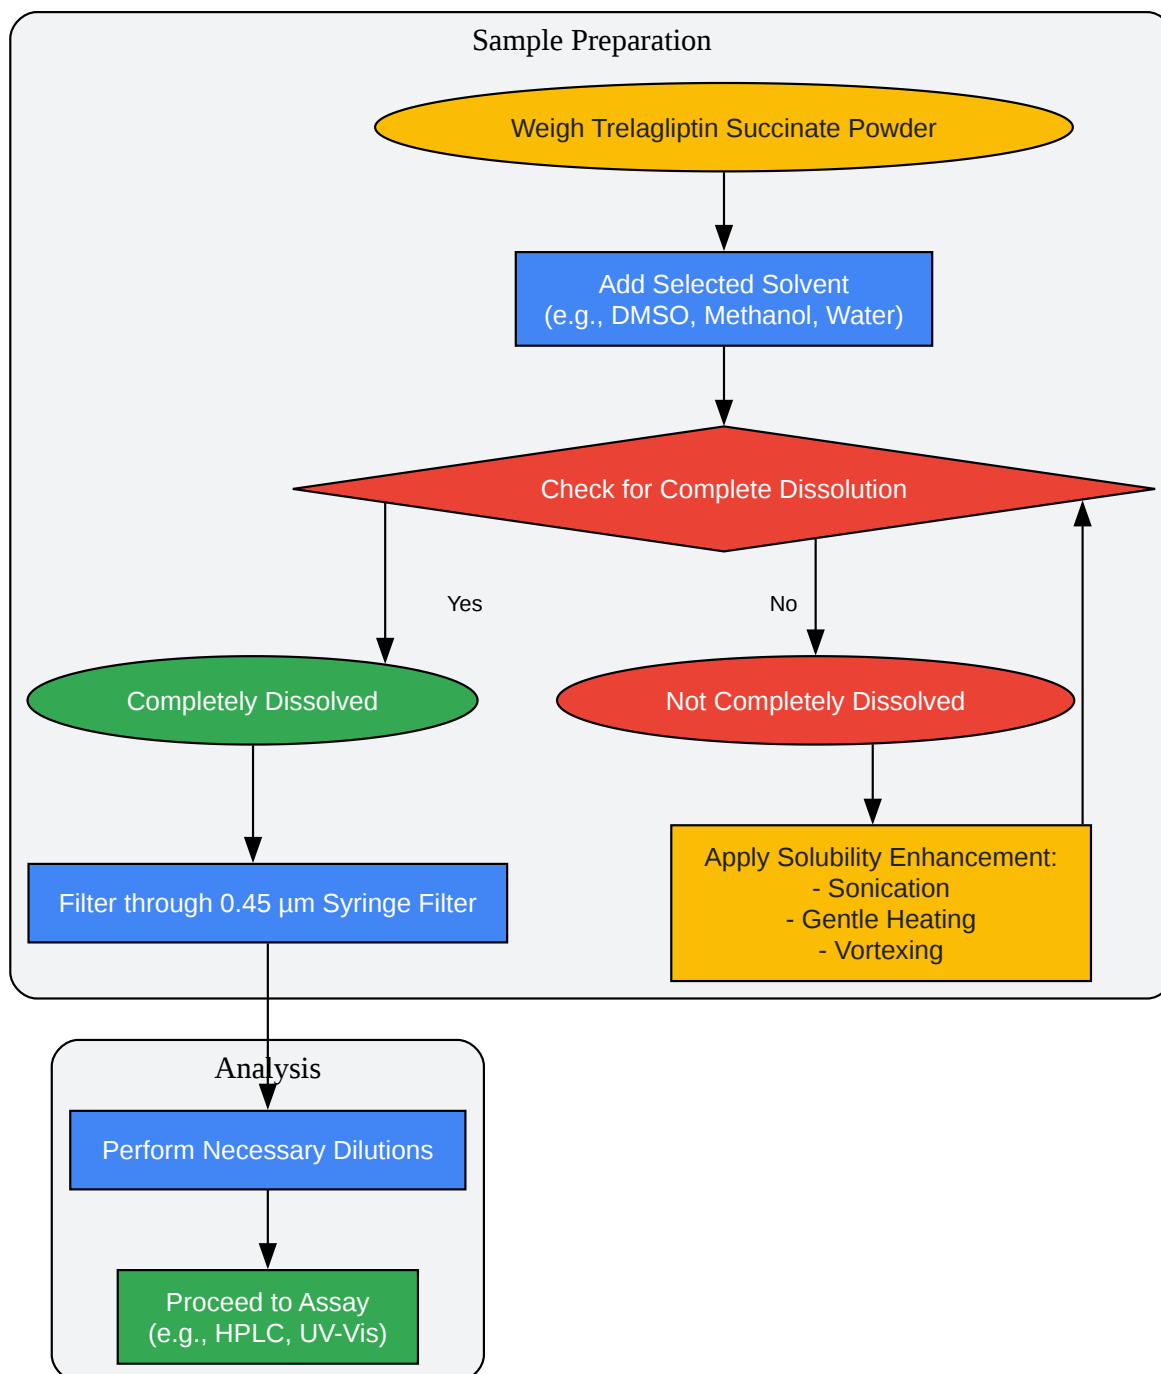 Sample Preparation
Weigh Trelagliptin Succinate Powder
Add Selected Solvent
(e.g., DMSO, Methanol, Water)
Check for Complete Dissolution
Yes
No
Completely Dissolved
Not Completely Dissolved
Apply Solubility Enhancement:
- Sonication
- Gentle Heating
- Vortexing
Filter through 0.45 µm Syringe Filter
Analysis
Perform Necessary Dilutions
Proceed to Assay
(e.g., HPLC, UV-Vis)